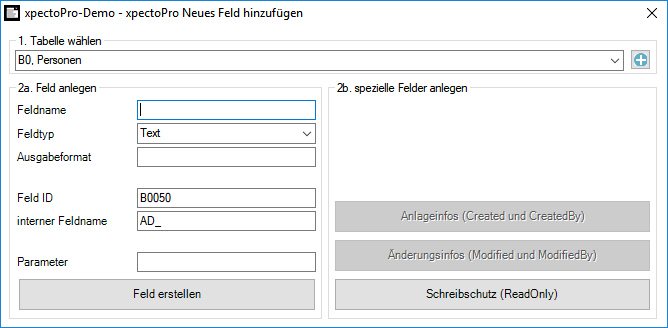 xpectoPro-Demo - xpectoPro Neues Feld hinzufügen
1. Tabelle wählen
B0, Personen
2a. Feld anlegen
Feldname
Feldtyp Text
Ausgabeformat
Feld ID B0050
interner Feldname AD_
Parameter
Feld erstellen
2b. spezielle Felder anlegen
Anlageinfos (Created und CreatedBy)
Änderungsinfos (Modified und ModifiedBy)
Schreibschutz (ReadOnly)